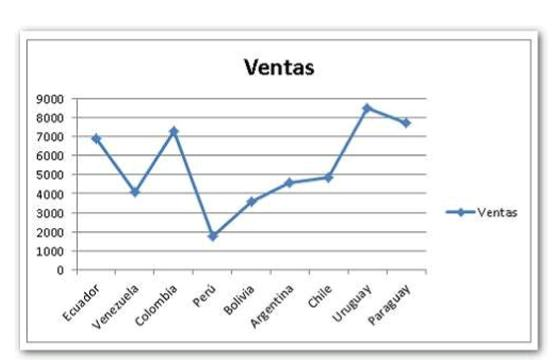 Ventas
9000
8000
7000
6000
5000
4000
3000
2000
1000
0
Ecuador
Venezuela
Colombia
Perú
Bolivia
Argentina
Chile
Uruguay
Paraguay
Ventas